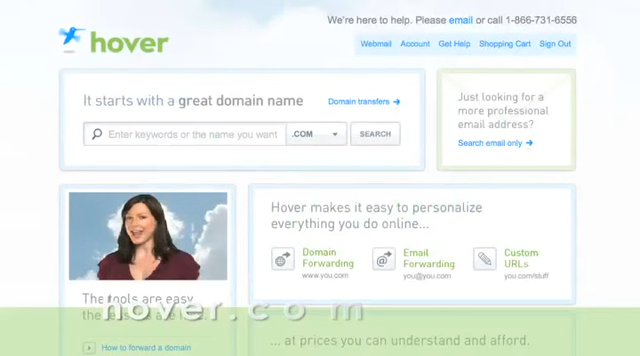 We're here to help. Please email or call 1-866-731-6556
hover
Webmail Account Get Help Shopping Cart Sign Out
It starts with a great domain name
Domain transfers
Enter keywords or the name you want
.COM
SEARCH
Just looking for a
more professional
email address?
Search email only
Hover makes it easy to personalize
everything you do online...
Domain
Forwarding
www.you.com
Email
Forwarding
you@you.com
Custom
URLs
you.com/stuff
The tools are easy
hover.com
How to forward a domain
... at prices you can understand and afford.